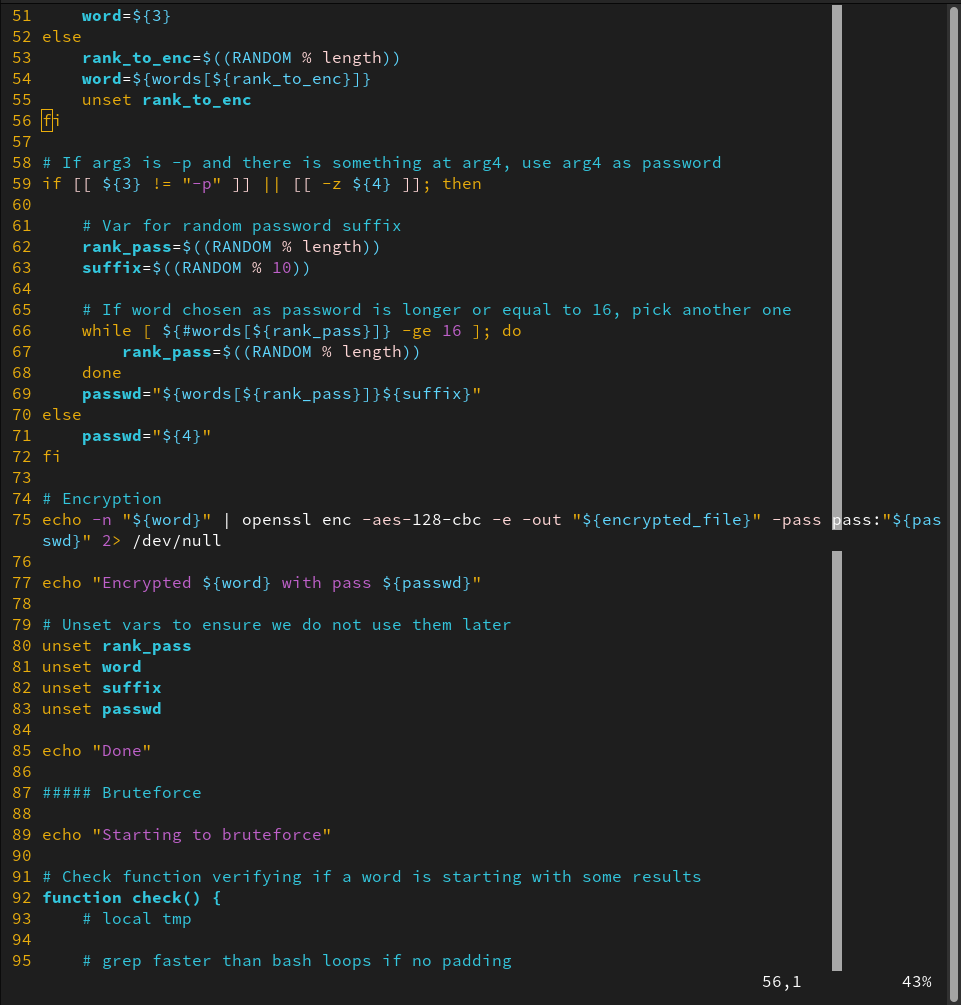 51     word=${3}
52 else
53     rank_to_enc=$((RANDOM % length))
54     word=${words[${rank_to_enc}]}
55     unset rank_to_enc
56 fi
57
58 # If arg3 is -p and there is something at arg4, use arg4 as password
59 if [[ ${3} != "-p" ]] || [[ -z ${4} ]]; then
60
61     # Var for random password suffix
62     rank_pass=$((RANDOM % length))
63     suffix=$((RANDOM % 10))
64
65     # If word chosen as password is longer or equal to 16, pick another one
66     while [ ${#words[${rank_pass}]} -ge 16 ]; do
67         rank_pass=$((RANDOM % length))
68     done
69     passwd="${words[${rank_pass}]}${suffix}"
70 else
71     passwd="${4}"
72 fi
73
74 # Encryption
75 echo -n "${word}" | openssl enc -aes-128-cbc -e -out "${encrypted_file}" -pass pass:"${pas
swd}" 2> /dev/null
76
77 echo "Encrypted ${word} with pass ${passwd}"
78
79 # Unset vars to ensure we do not use them later
80 unset rank_pass
81 unset word
82 unset suffix
83 unset passwd
84
85 echo "Done"
86
87 ##### Bruteforce
88
89 echo "Starting to bruteforce"
90
91 # Check function verifying if a word is starting with some results
92 function check() {
93     # local tmp
94
95     # grep faster than bash loops if no padding
56,1 43%